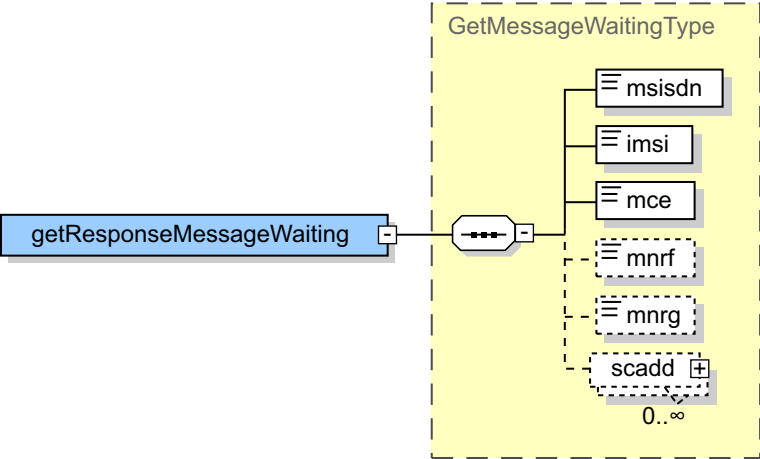 GetMessageWaitingType
msisdn
imsi
mce
getResponseMessageWaiting
mnrf
mnrg
scadd
0..∞